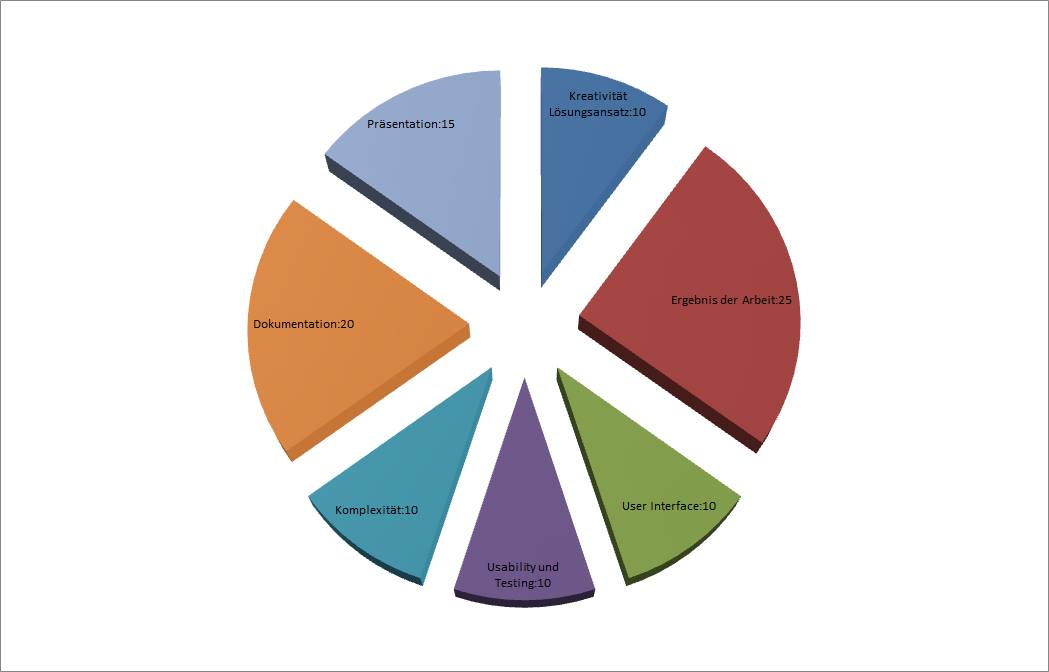 Kreativität
Lösungsansatz:10
Präsentation:15
Ergebnis der Arbeit:25
Dokumentation:20
User Interface:10
Komplexität:10
Usability und
Testing:10